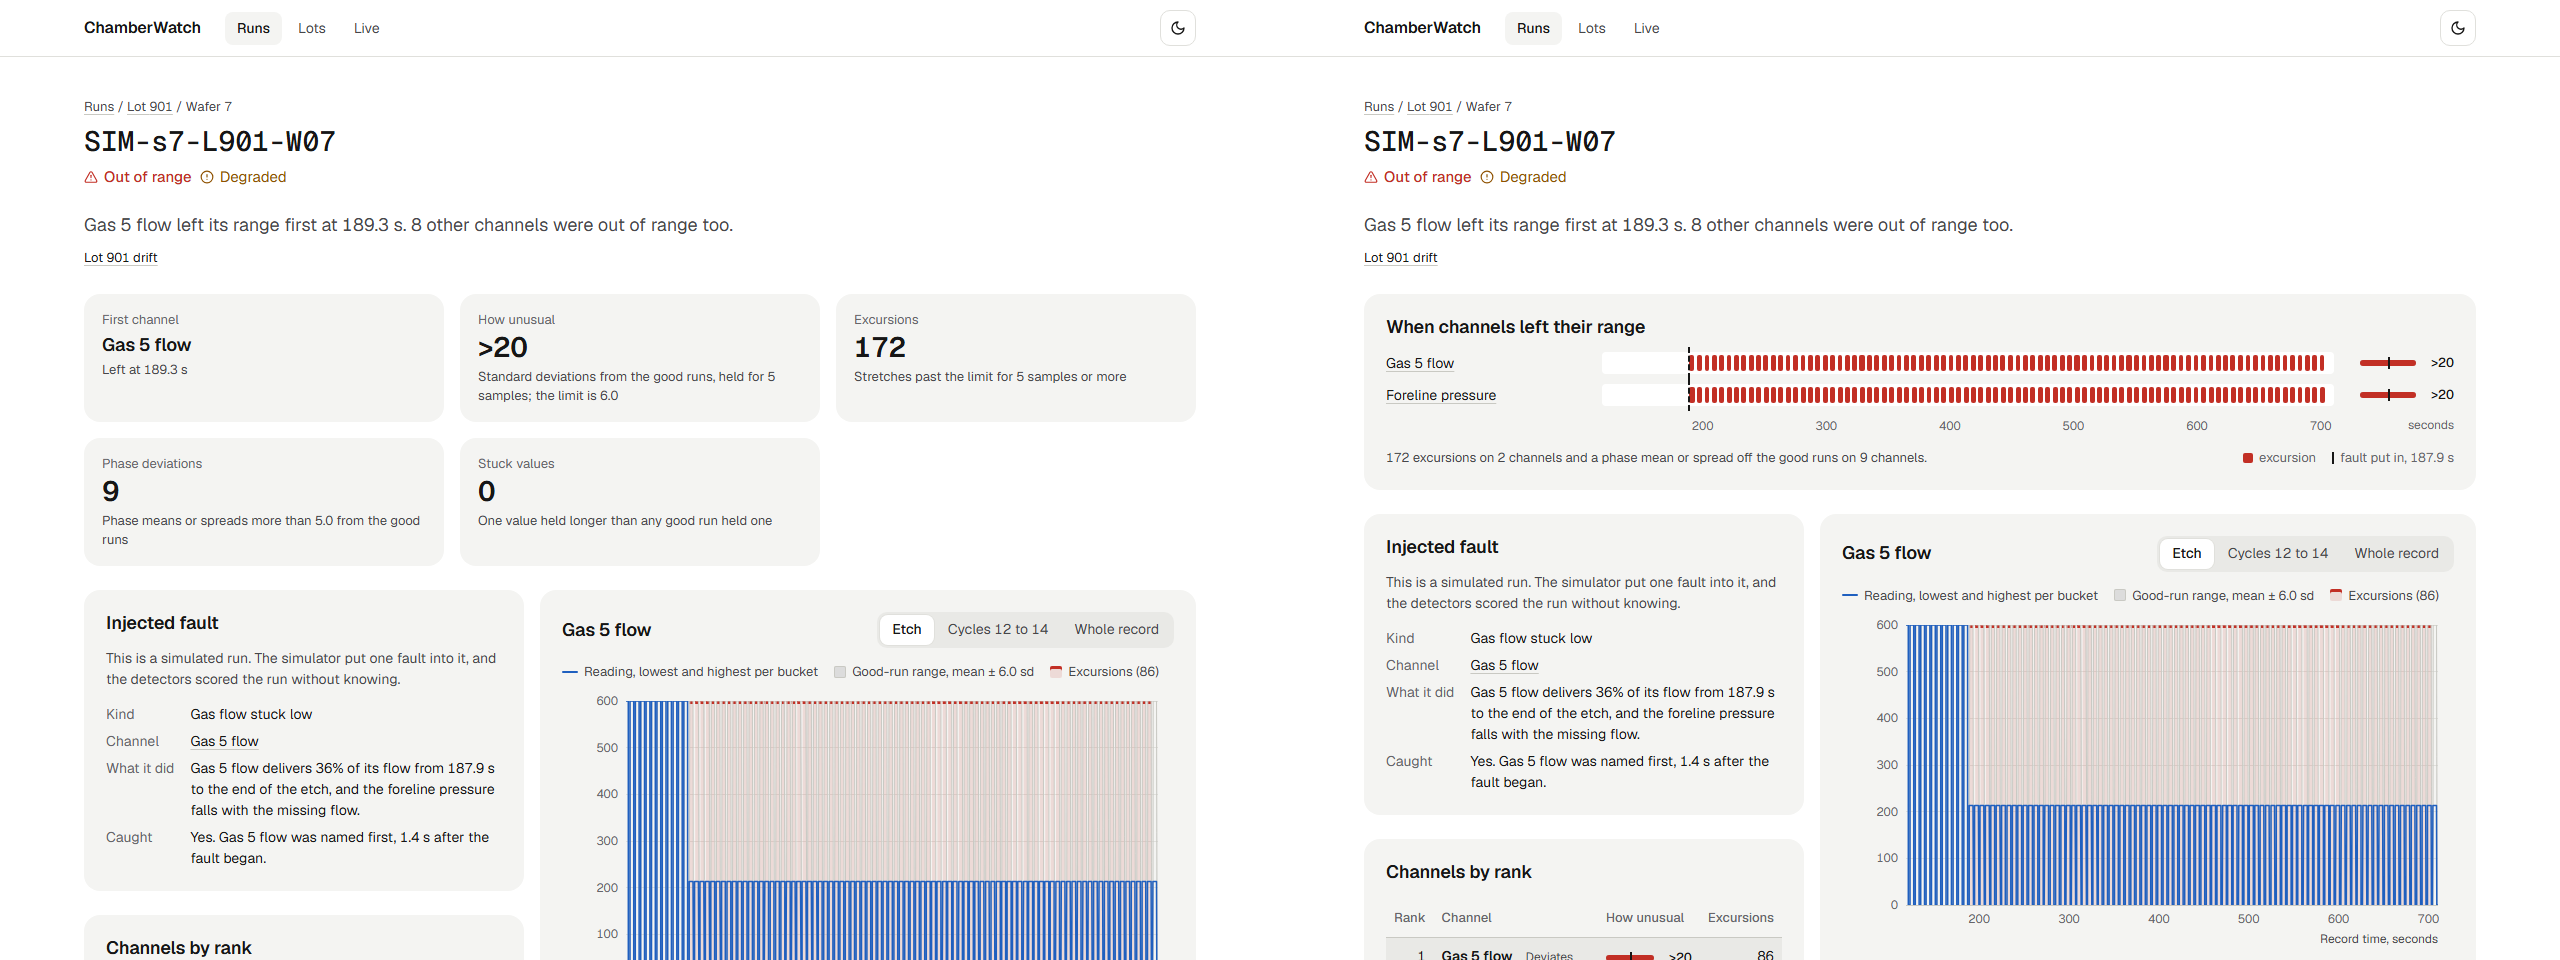 ChamberWatch Runs Lots Live
Runs / Lot 901 / Wafer 7
SIM-s7-L901-W07
Out of range Degraded
Gas 5 flow left its range first at 189.3 s. 8 other channels were out of range too.
Lot 901 drift
First channel
Gas 5 flow
Left at 189.3 s
How unusual
>20
Standard deviations from the good runs, held for 5
samples; the limit is 6.0
Excursions
172
Stretches past the limit for 5 samples or more
Phase deviations
9
Phase means or spreads more than 5.0 from the good
runs
Stuck values
0
One value held longer than any good run held one
Injected fault
This is a simulated run. The simulator put one fault into it, and
the detectors scored the run without knowing.
Kind Gas flow stuck low
Channel Gas 5 flow
What it did Gas 5 flow delivers 36% of its flow from 187.9 s
to the end of the etch, and the foreline pressure
falls with the missing flow.
Caught Yes. Gas 5 flow was named first, 1.4 s after the
fault began.
Channels by rank
Gas 5 flow Etch Cycles 12 to 14 Whole record
Reading, lowest and highest per bucket Good-run range, mean ± 6.0 sd Excursions (86)
600
500
400
300
200
100
ChamberWatch Runs Lots Live
Runs / Lot 901 / Wafer 7
SIM-s7-L901-W07
Out of range Degraded
Gas 5 flow left its range first at 189.3 s. 8 other channels were out of range too.
Lot 901 drift
When channels left their range
Gas 5 flow >20
Foreline pressure >20
200 300 400 500 600 700 seconds
172 excursions on 2 channels and a phase mean or spread off the good runs on 9 channels. excursion fault put in, 187.9 s
Injected fault
This is a simulated run. The simulator put one fault into it, and
the detectors scored the run without knowing.
Kind Gas flow stuck low
Channel Gas 5 flow
What it did Gas 5 flow delivers 36% of its flow from 187.9 s
to the end of the etch, and the foreline pressure
falls with the missing flow.
Caught Yes. Gas 5 flow was named first, 1.4 s after the
fault began.
Channels by rank
Rank Channel How unusual Excursions
1 Gas 5 flow Deviates >20 86
Gas 5 flow Etch Cycles 12 to 14 Whole record
Reading, lowest and highest per bucket Good-run range, mean ± 6.0 sd Excursions (86)
600
500
400
300
200
100
0
200 300 400 500 600 700
Record time, seconds